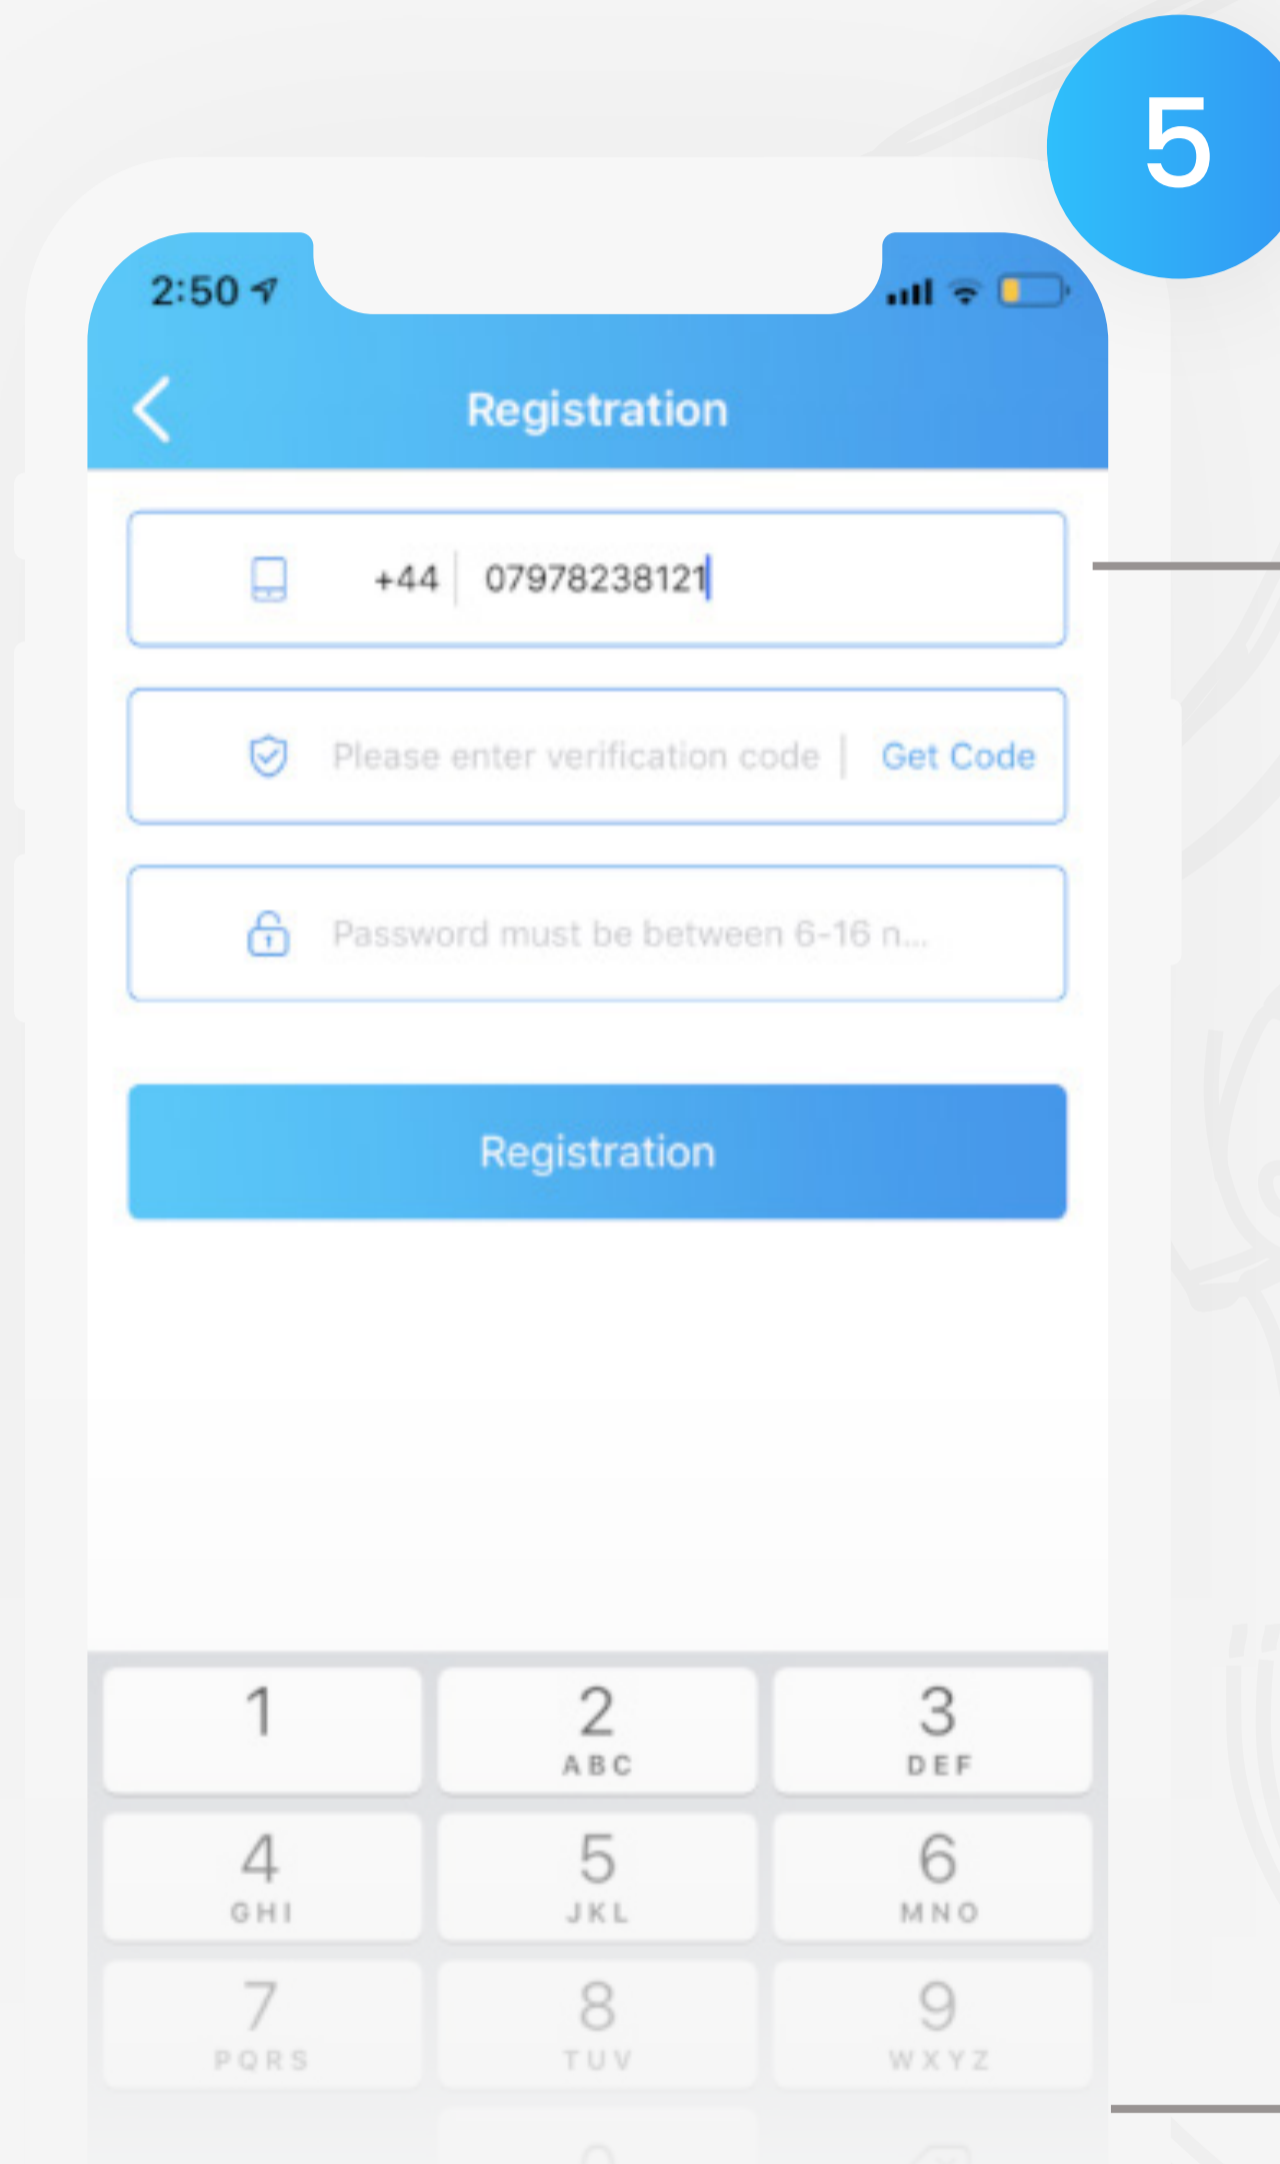 5
2:50
Registration
+44 07978238121
Please enter verification code Get Code
Password must be between 6-16 n...
Registration
1 2 3
ABC DEF
4 5 6
GHI JKL MNO
7 8 9
PQRS TUV WXYZ
0